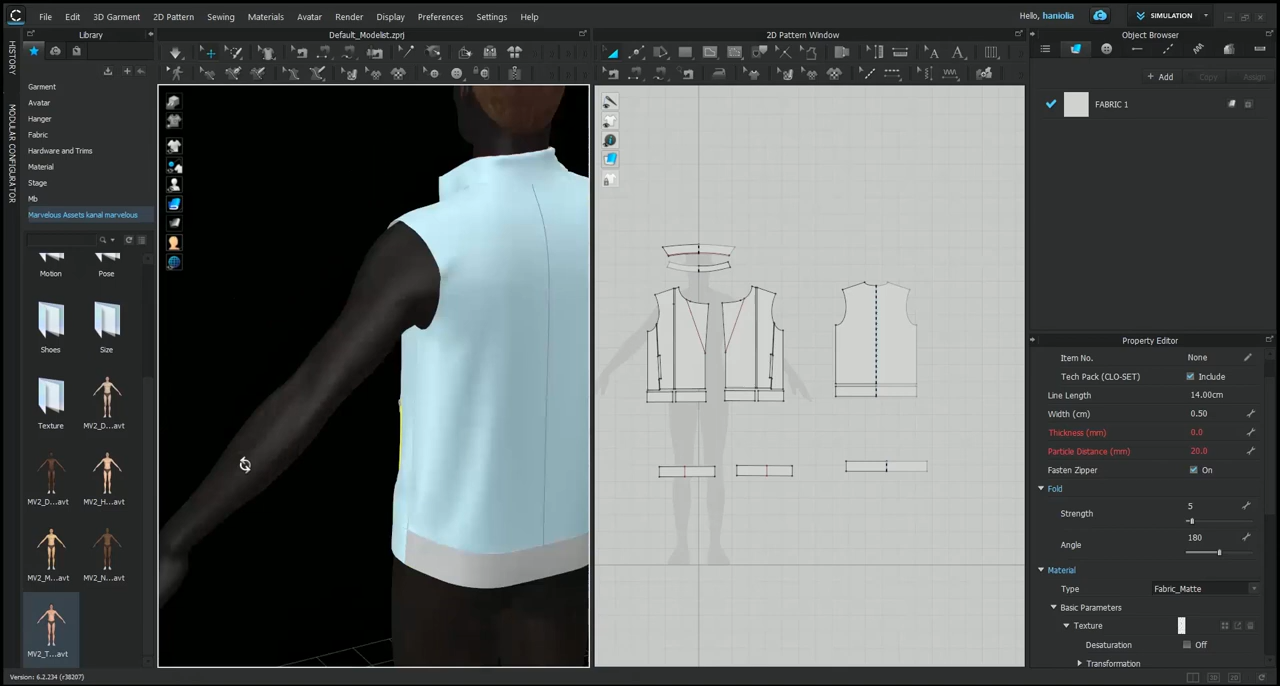 File Edit 3D Garment 2D Pattern Sewing Materials Avatar Render Display Preferences Settings Help
Hello, haniolia
SIMULATION
Library
Default_Modelist.zprj
2D Pattern Window
Object Browser
HISTORY
MODULAR CONFIGURATOR
Garment
Avatar
Hanger
Fabric
Hardware and Trims
Material
Stage
Mb
Marvelous Assets kanal marvelous
Motion Pose
Shoes Size
Texture MV2_D...avt
MV2_D...avt MV2_H...avt
MV2_M...avt MV2_N...avt
MV2_T...avt
+ Add Copy Assign
FABRIC 1
Property Editor
Item No. None
Tech Pack (CLO-SET) Include
Line Length 14.00cm
Width (cm) 0.50
Thickness (mm) 0.0
Particle Distance (mm) 20.0
Fasten Zipper On
Fold
Strength 5
Angle 180
Material
Type Fabric_Matte
Basic Parameters
Texture
Desaturation Off
Transformation
Version: 6.2.234 (r38207)
3D 2D